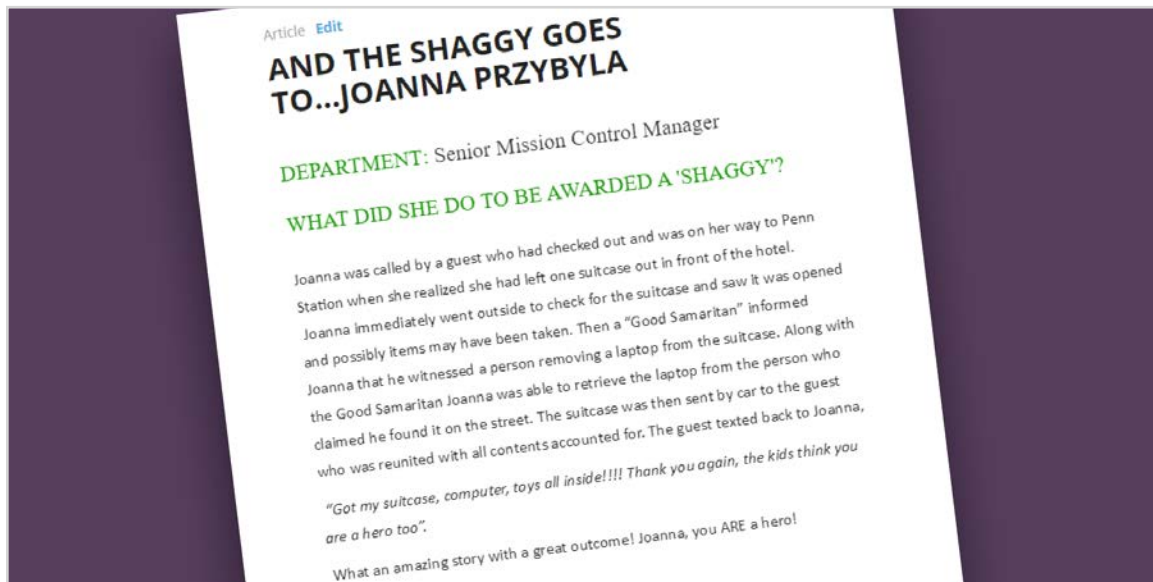 Article Edit
AND THE SHAGGY GOES
TO...JOANNA PRZYBYLA
DEPARTMENT: Senior Mission Control Manager
WHAT DID SHE DO TO BE AWARDED A 'SHAGGY'?
Joanna was called by a guest who had checked out and was on her way to Penn
Station when she realized she had left one suitcase out in front of the hotel.
Joanna immediately went outside to check for the suitcase and saw it was opened
and possibly items may have been taken. Then a “Good Samaritan” informed
Joanna that he witnessed a person removing a laptop from the suitcase. Along with
the Good Samaritan Joanna was able to retrieve the laptop from the person who
claimed he found it on the street. The suitcase was then sent by car to the guest
who was reunited with all contents accounted for. The guest texted back to Joanna,
“Got my suitcase, computer, toys all inside!!!! Thank you again, the kids think you
are a hero too”.
What an amazing story with a great outcome! Joanna, you ARE a hero!